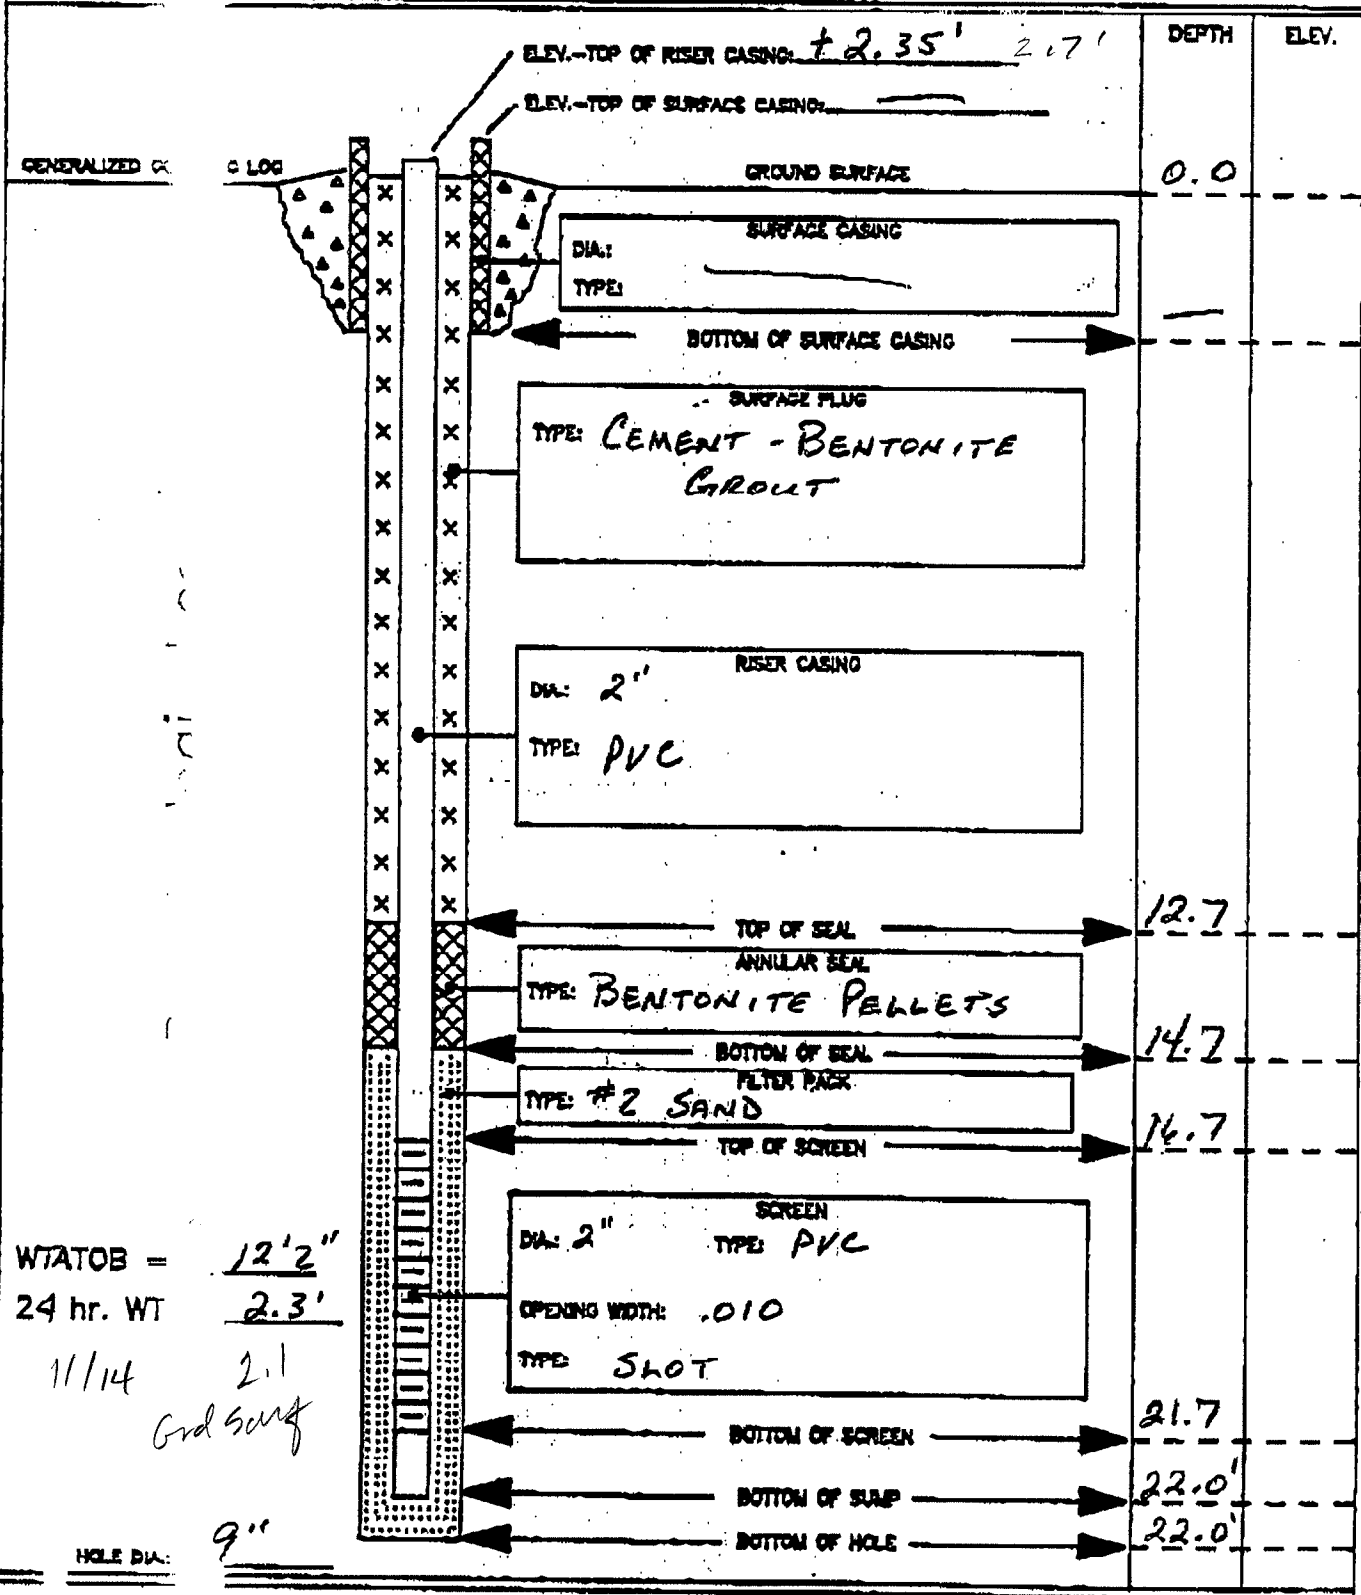 DEPTH ELEV.
ELEV.-TOP OF RISER CASING: + 2.35' 2.7'
ELEV.-TOP OF SURFACE CASING: —
GENERALIZED G LOG
GROUND SURFACE 0.0
SURFACE CASING
DIA.:
TYPE:
BOTTOM OF SURFACE CASING —
SURFACE PLUG
TYPE: CEMENT - BENTONITE
GROUT
RISER CASING
DIA.: 2"
TYPE: PVC
TOP OF SEAL 12.7
ANNULAR SEAL
TYPE: BENTONITE PELLETS
BOTTOM OF SEAL 14.7
FILTER PACK
TYPE: #2 SAND
TOP OF SCREEN 16.7
SCREEN
DIA.: 2" TYPE: PVC
WTATOB = 12'2"
24 hr. WT 2.3'
OPENING WIDTH: .010
TYPE: SLOT
11/14 2.1
Grd surf
BOTTOM OF SCREEN 21.7
BOTTOM OF SUMP 22.0'
BOTTOM OF HOLE 22.0'
HOLE DIA.: 9"